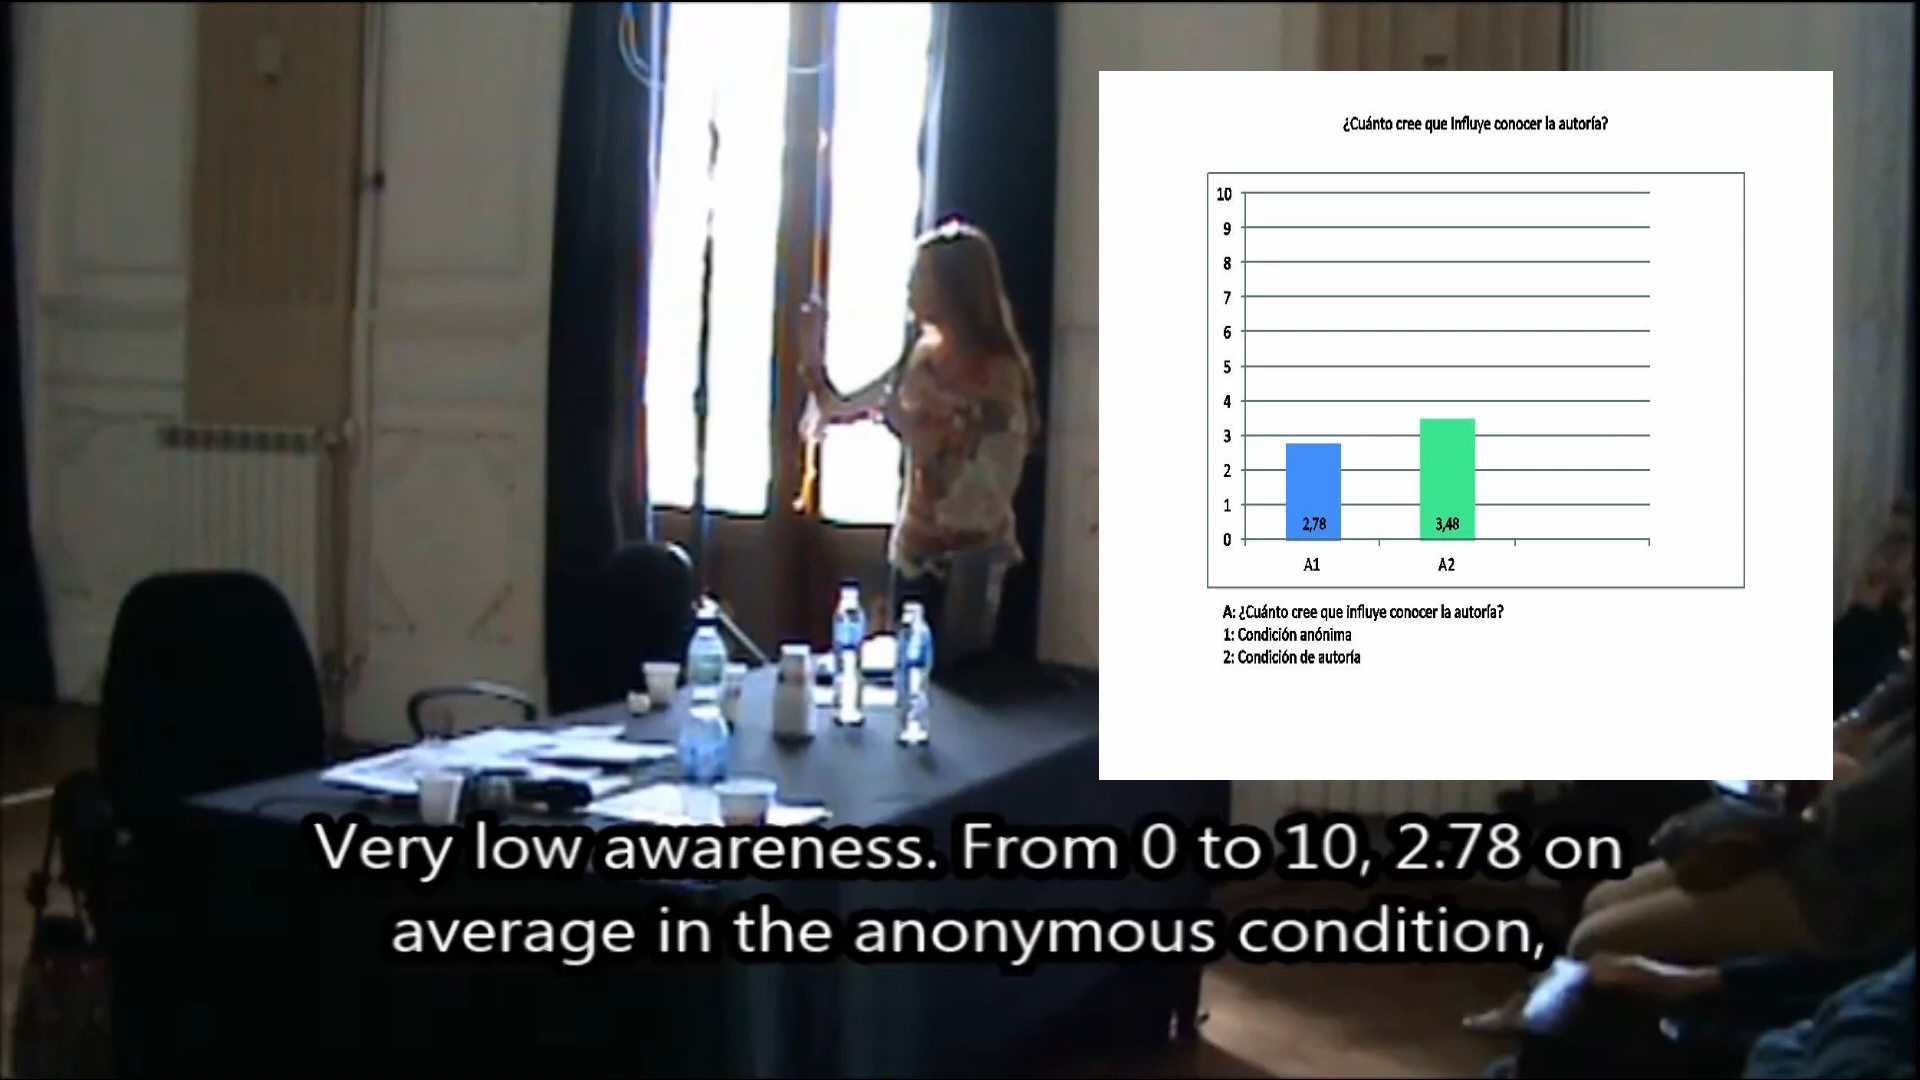 ¿Cuánto cree que Influye conocer la autoría?
10
9
8
7
6
5
4
3
2
1
0
2,78
3,48
A1
A2
A: ¿Cuánto cree que influye conocer la autoría?
1: Condición anónima
2: Condición de autoría
Very low awareness. From 0 to 10, 2.78 on
average in the anonymous condition,